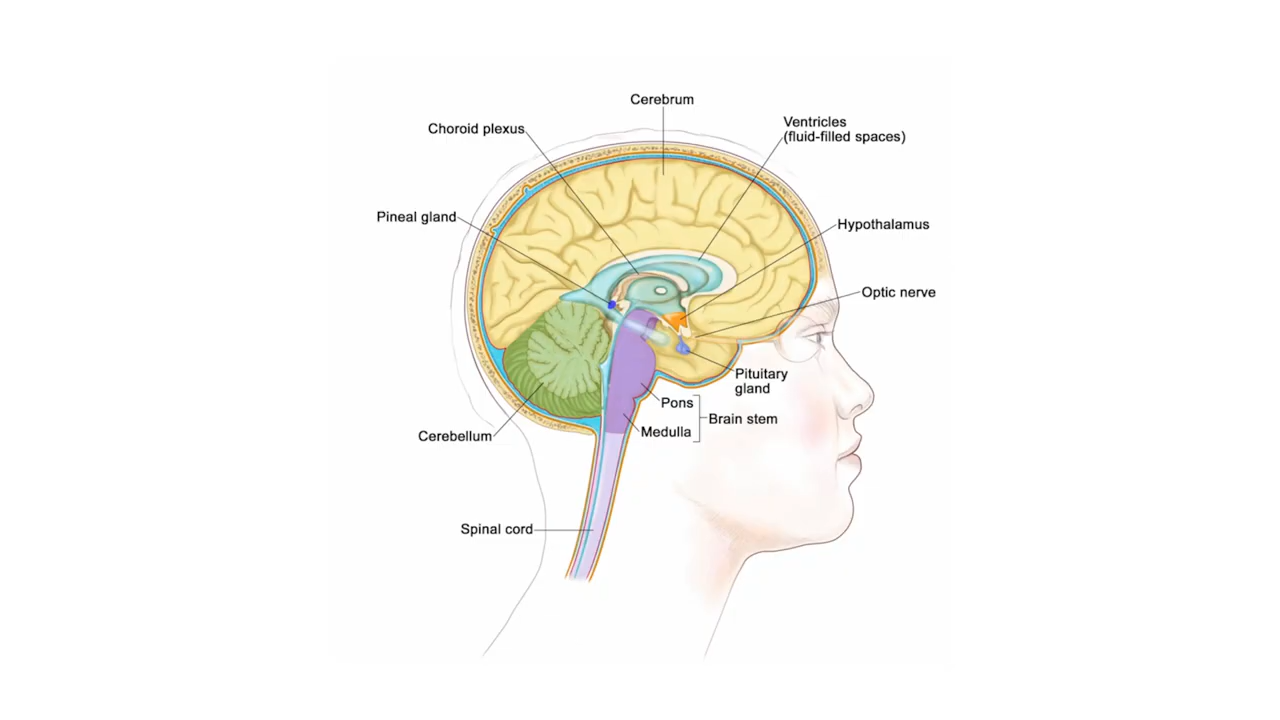 Cerebrum
Choroid plexus
Ventricles
(fluid-filled spaces)
Pineal gland
Hypothalamus
Optic nerve
Pituitary
gland
Pons
Brain stem
Medulla
Cerebellum
Spinal cord